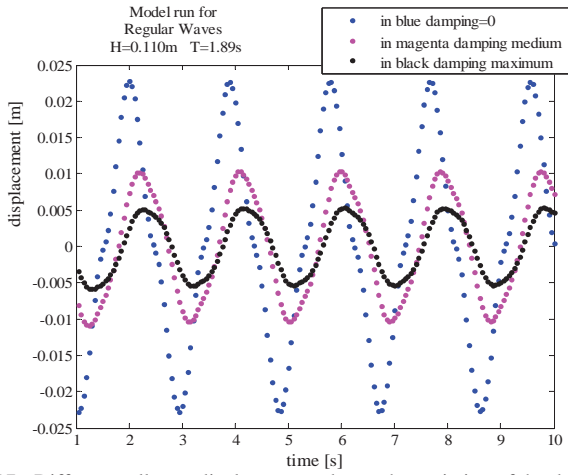 Model run for
Regular Waves
H=0.110m T=1.89s
in blue damping=0
in magenta damping medium
in black damping maximum
displacement [m]
0.025
0.02
0.015
0.01
0.005
0
-0.005
-0.01
-0.015
-0.02
-0.025
1 2 3 4 5 6 7 8 9 10
time [s]